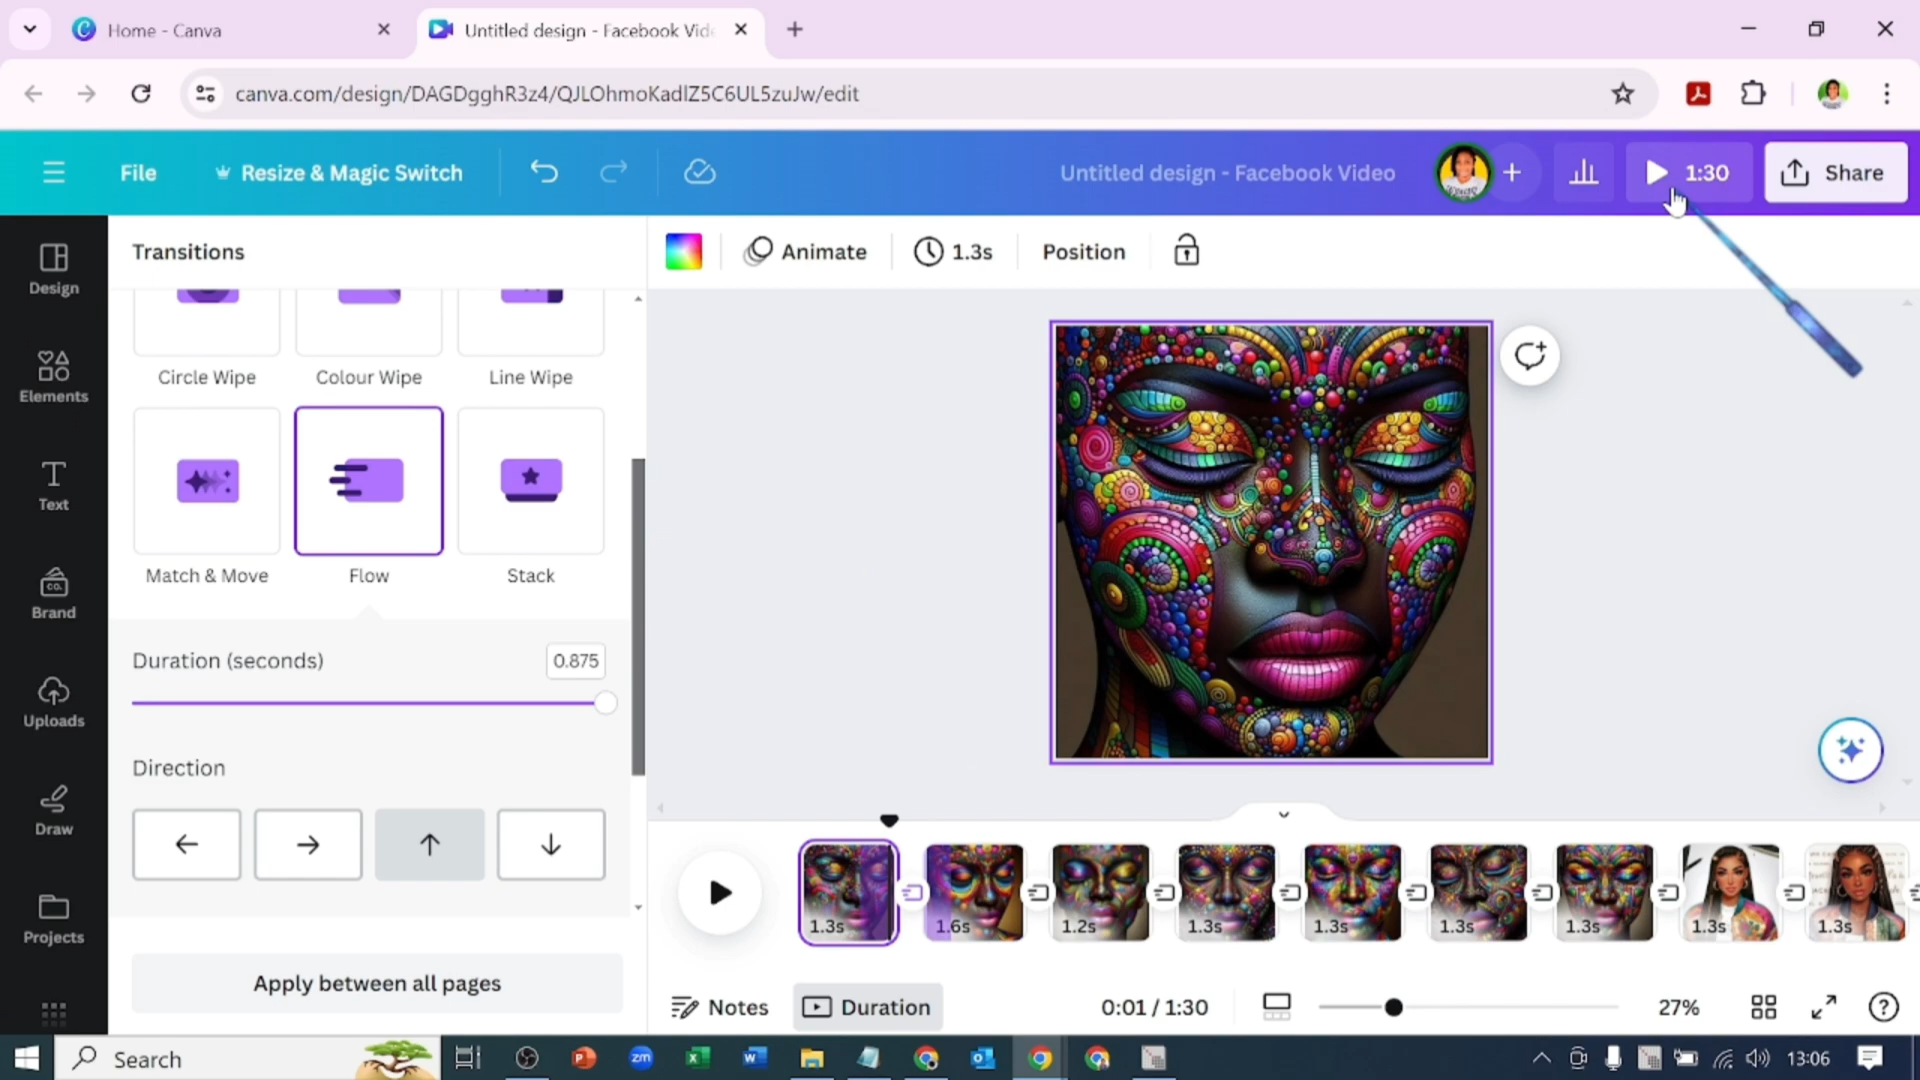 Home - Canva
Untitled design - Facebook Vid
canva.com/design/DAGDgghR3z4/QJLOhmoKadIZ5C6UL5zuJw/edit
File
Resize & Magic Switch
Untitled design - Facebook Video
1:30
Share
Design
Elements
Text
Brand
Uploads
Draw
Projects
Transitions
Circle Wipe
Colour Wipe
Line Wipe
Match & Move
Flow
Stack
Duration (seconds)
0.875
Direction
Apply between all pages
Animate
1.3s
Position
1.3s
1.6s
1.2s
1.3s
1.3s
1.3s
1.3s
1.3s
1.3s
Notes
Duration
0:01 / 1:30
27%
Search
13:06